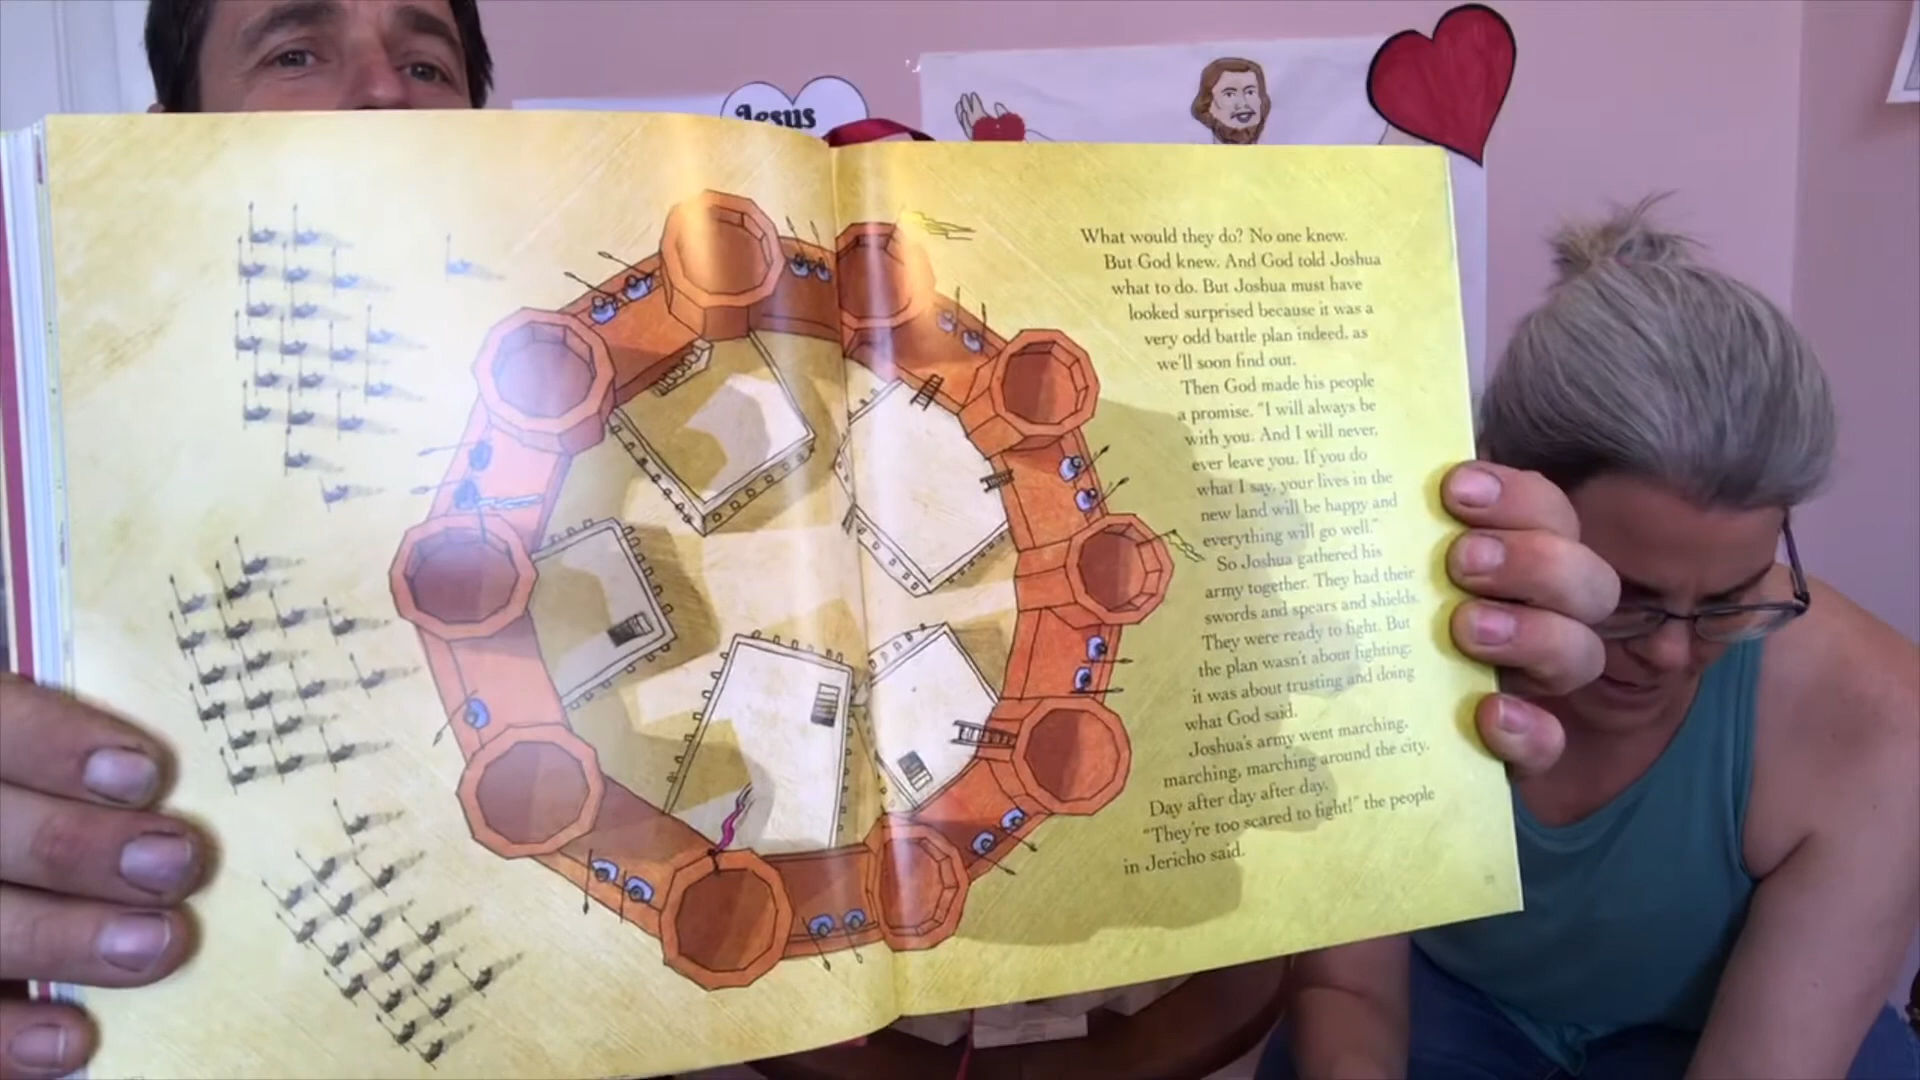 Jesus
What would they do? No one knew.
But God knew. And God told Joshua
what to do. But Joshua must have
looked surprised because it was a
very odd battle plan indeed, as
we'll soon find out.
Then God made his people
a promise. "I will always be
with you. And I will never,
ever leave you. If you do
what I say, your lives in the
new land will be happy and
everything will go well."
So Joshua gathered his
army together. They had their
swords and spears and shields.
They were ready to fight. But
the plan wasn't about fighting;
it was about trusting and doing
what God said.
Joshua's army went marching,
marching, marching around the city.
Day after day after day.
"They're too scared to fight!" the people
in Jericho said.